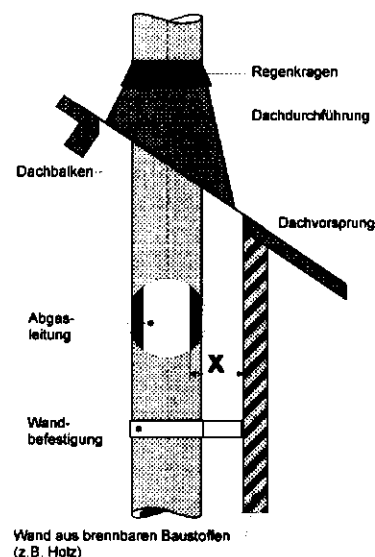 Regenkragen
Dachdurchführung
Dachbalken
Dachvorsprung
Abgas-
leitung
X
Wand-
befestigung
Wand aus brennbaren Baustoffen
(z.B. Holz)